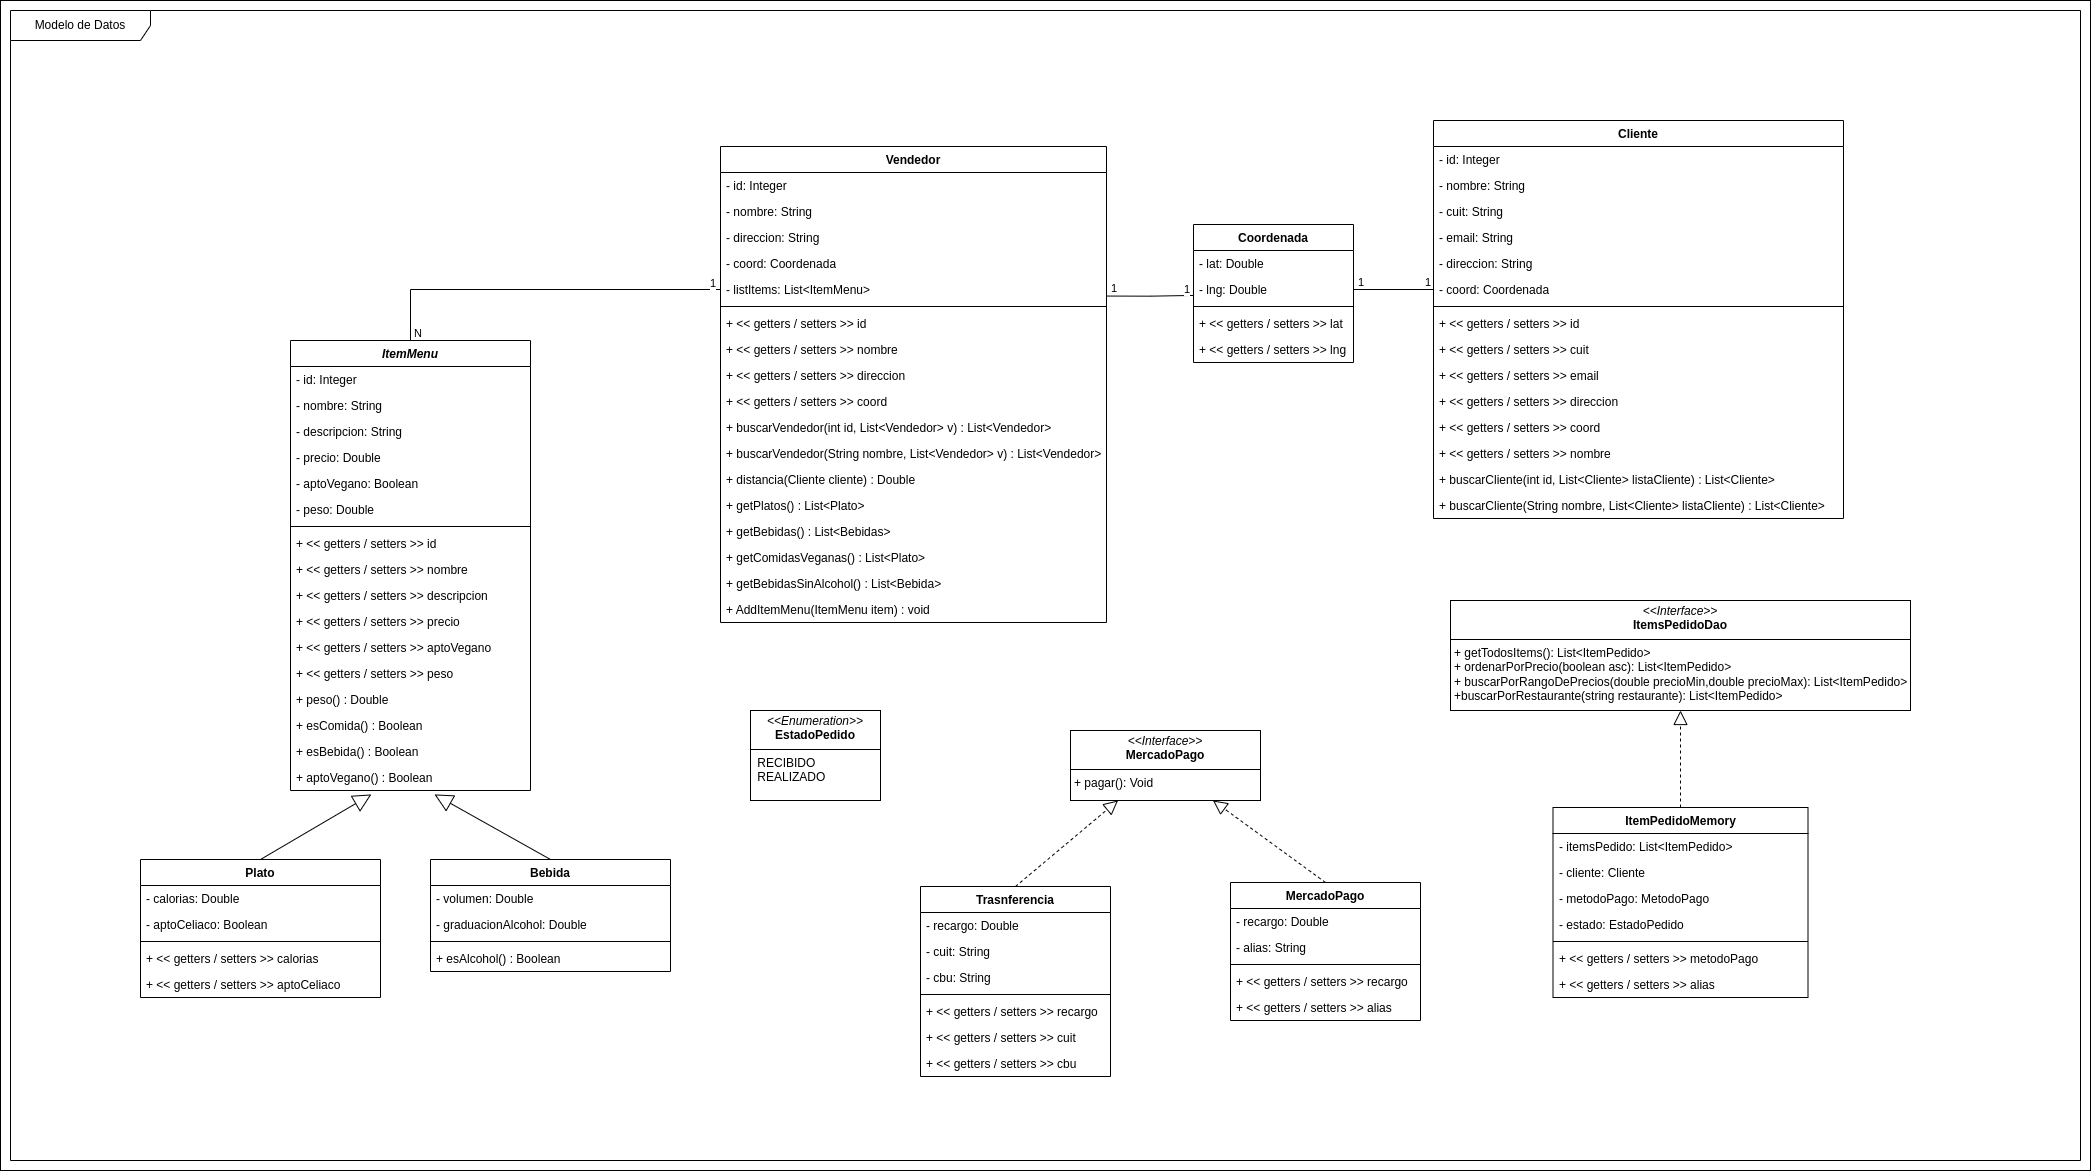 Modelo de Datos
Cliente
- id: Integer
- nombre: String
- cuit: String
- email: String
- direccion: String
- coord: Coordenada
+ << getters / setters >> id
+ << getters / setters >> cuit
+ << getters / setters >> email
+ << getters / setters >> direccion
+ << getters / setters >> coord
+ << getters / setters >> nombre
+ buscarCliente(int id, List<Cliente> listaCliente) : List<Cliente>
+ buscarCliente(String nombre, List<Cliente> listaCliente) : List<Cliente>
Vendedor
- id: Integer
- nombre: String
- direccion: String
- coord: Coordenada
- listItems: List<ItemMenu>
+ << getters / setters >> id
+ << getters / setters >> nombre
+ << getters / setters >> direccion
+ << getters / setters >> coord
+ buscarVendedor(int id, List<Vendedor> v) : List<Vendedor>
+ buscarVendedor(String nombre, List<Vendedor> v) : List<Vendedor>
+ distancia(Cliente cliente) : Double
+ getPlatos() : List<Plato>
+ getBebidas() : List<Bebidas>
+ getComidasVeganas() : List<Plato>
+ getBebidasSinAlcohol() : List<Bebida>
+ AddItemMenu(ItemMenu item) : void
Coordenada
- lat: Double
- lng: Double
+ << getters / setters >> lat
+ << getters / setters >> lng
1
1
1
1
1
N
ItemMenu
- id: Integer
- nombre: String
- descripcion: String
- precio: Double
- aptoVegano: Boolean
- peso: Double
+ << getters / setters >> id
+ << getters / setters >> nombre
+ << getters / setters >> descripcion
+ << getters / setters >> precio
+ << getters / setters >> aptoVegano
+ << getters / setters >> peso
+ peso() : Double
+ esComida() : Boolean
+ esBebida() : Boolean
+ aptoVegano() : Boolean
<<Interface>>
ItemsPedidoDao
+ getTodosItems(): List<ItemPedido>
+ ordenarPorPrecio(boolean asc): List<ItemPedido>
+ buscarPorRangoDePrecios(double precioMin,double precioMax): List<ItemPedido>
+buscarPorRestaurante(string restaurante): List<ItemPedido>
<<Enumeration>>
EstadoPedido
RECIBIDO
REALIZADO
<<Interface>>
MercadoPago
+ pagar(): Void
ItemPedidoMemory
- itemsPedido: List<ItemPedido>
- cliente: Cliente
- metodoPago: MetodoPago
- estado: EstadoPedido
+ << getters / setters >> metodoPago
+ << getters / setters >> alias
Plato
- calorias: Double
- aptoCeliaco: Boolean
+ << getters / setters >> calorias
+ << getters / setters >> aptoCeliaco
Bebida
- volumen: Double
- graduacionAlcohol: Double
+ esAlcohol() : Boolean
Trasnferencia
- recargo: Double
- cuit: String
- cbu: String
+ << getters / setters >> recargo
+ << getters / setters >> cuit
+ << getters / setters >> cbu
MercadoPago
- recargo: Double
- alias: String
+ << getters / setters >> recargo
+ << getters / setters >> alias